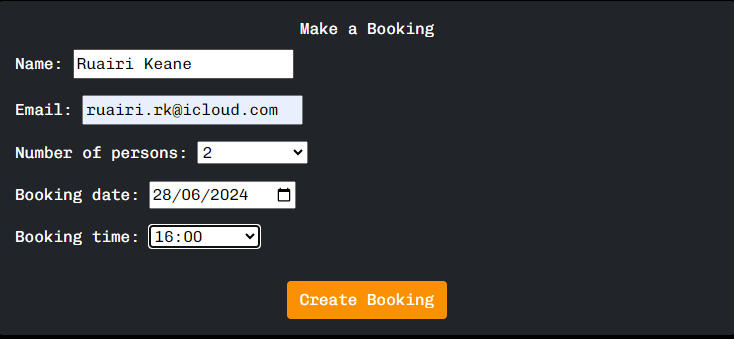 Make a Booking
Name: Ruairi Keane
Email: ruairi.rk@icloud.com
Number of persons: 2
Booking date: 28/06/2024
Booking time: 16:00
Create Booking